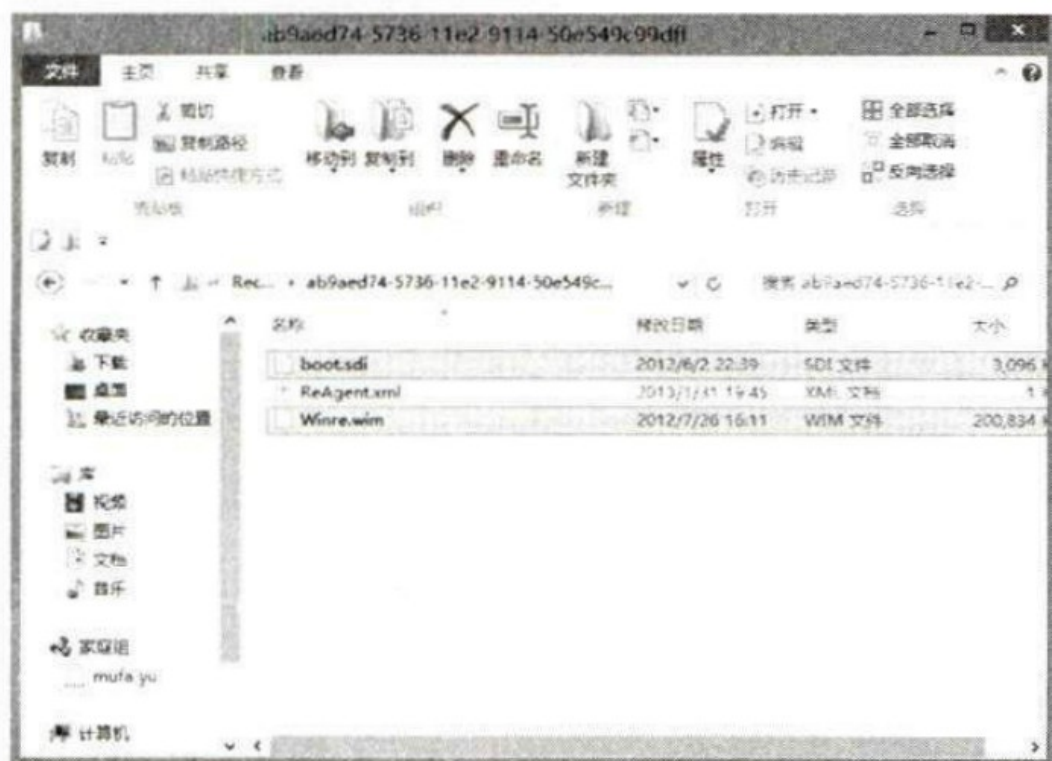 ab9aed74-5736-11e2-9114-50e549c99dff
文件 主页 共享 查看
复制 粘贴 剪切 复制路径 粘贴快捷方式
移动到 复制到 删除 重命名
新建文件夹
属性 打开 编辑 历史记录
全部选择 全部取消 反向选择
剪贴板 组织 新建 打开 选择
Rec... ab9aed74-5736-11e2-9114-50e549c...
搜索 ab9aed74-5736-11e2-...
名称 修改日期 类型 大小
boot.sdi 2012/6/2 22:39 SDI 文件 3,096
ReAgent.xml 19:45 XML 文档 1
Winre.wim 2012/7/26 16:11 WIM 文件 200,834
收藏夹
下载
桌面
最近访问的位置
库
视频
图片
文档
音乐
家庭组
mufa yu
计算机